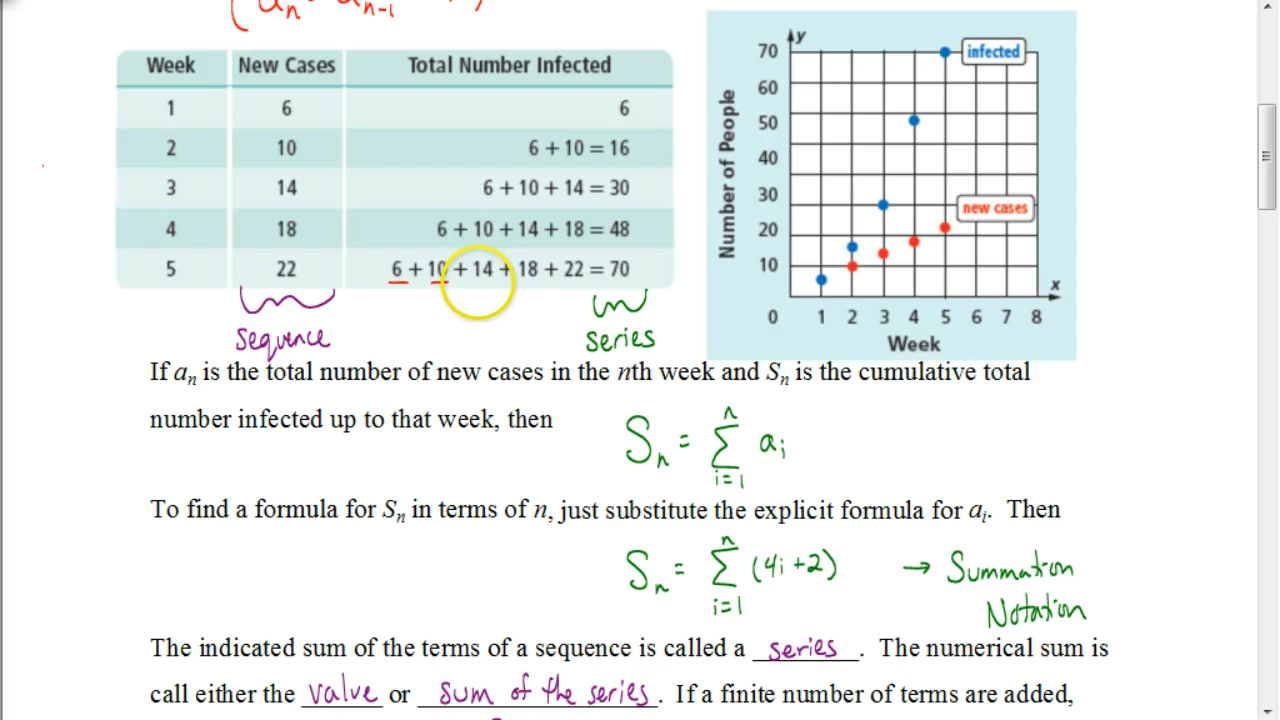 Week New Cases Total Number Infected
1 6 6
2 10 6 + 10 = 16
3 14 6 + 10 + 14 = 30
4 18 6 + 10 + 14 + 18 = 48
5 22 6 + 10 + 14 + 18 + 22 = 70
sequence series
y
70 infected
60
50
40
30
new cases
20
10
x
0 1 2 3 4 5 6 7 8
Number of People
Week
If aₙ is the total number of new cases in the nth week and Sₙ is the cumulative total
number infected up to that week, then
Sₙ = Σ aᵢ
n
i=1
To find a formula for Sₙ in terms of n, just substitute the explicit formula for aᵢ. Then
Sₙ = Σ (4i+2) → Summation
n
i=1
Notation
The indicated sum of the terms of a sequence is called a series. The numerical sum is
call either the value or sum of the series. If a finite number of terms are added,